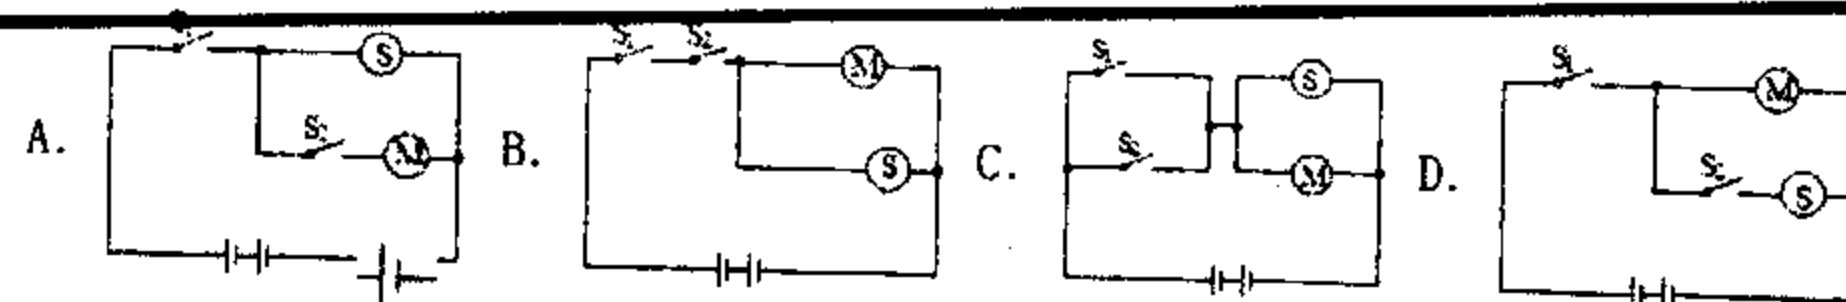 S₁ S₂ M
S₁ S
S₁ M
S
A. S₂ M B. S C. S₂ M D. S₂ S